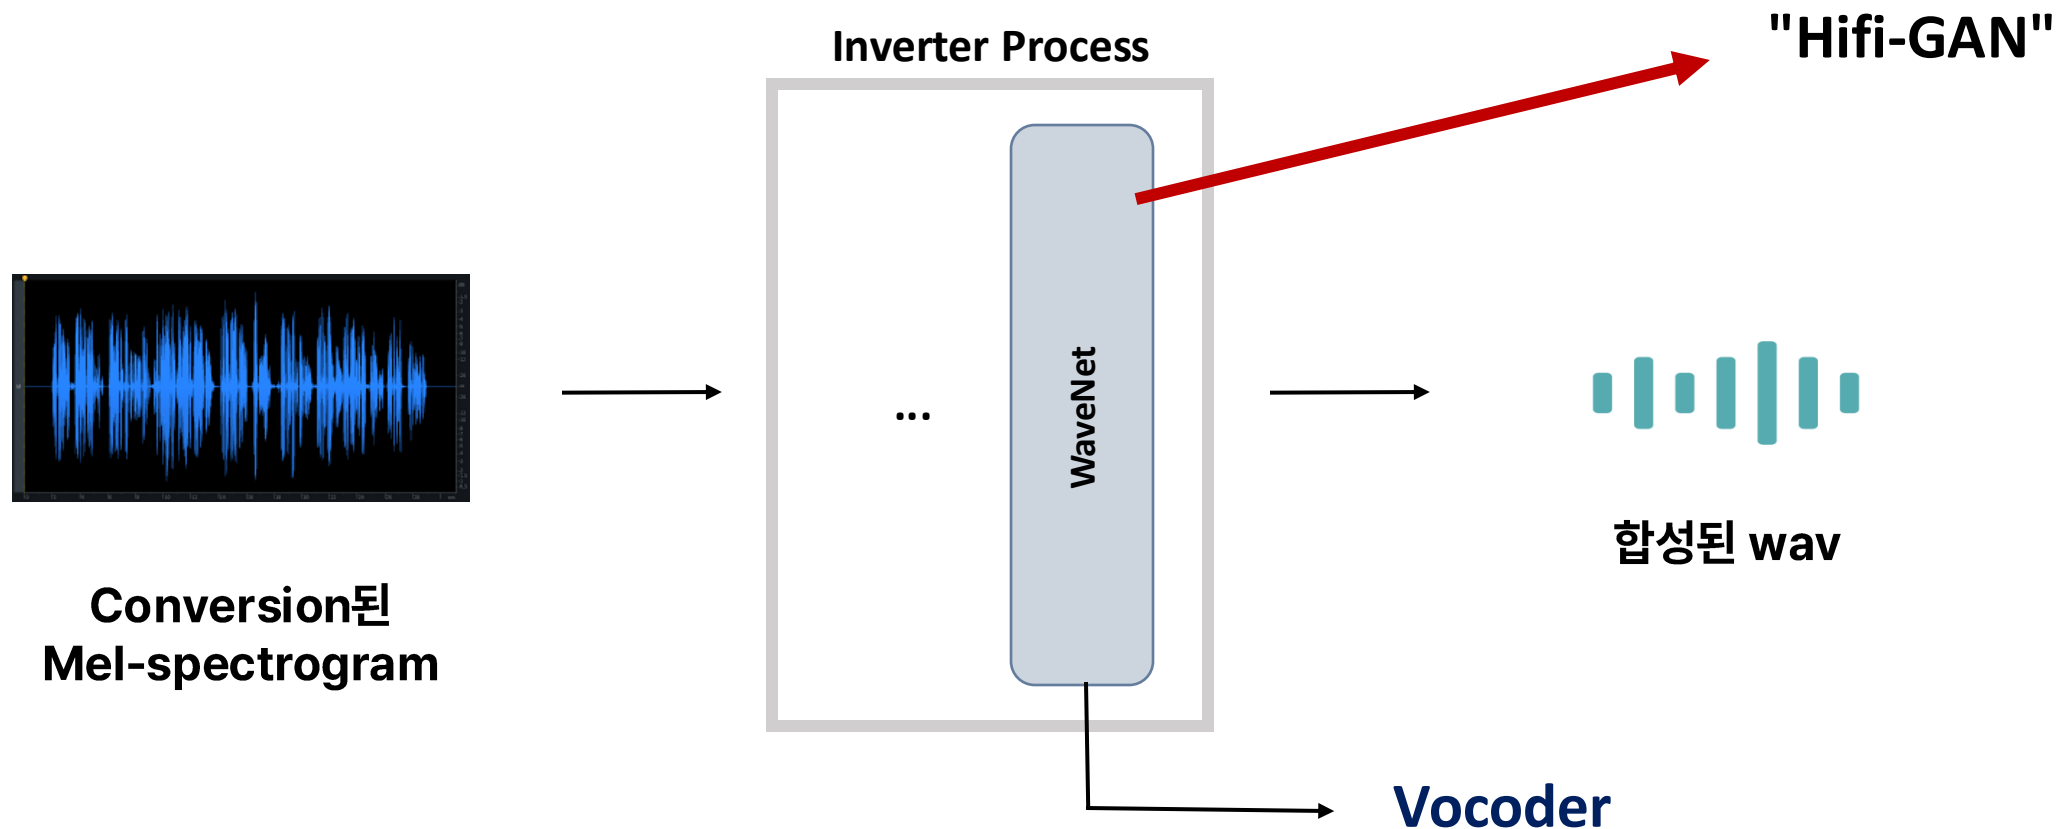 "Hifi-GAN"
Inverter Process
WaveNet
...
Conversion된
Mel-spectrogram
합성된 wav
Vocoder